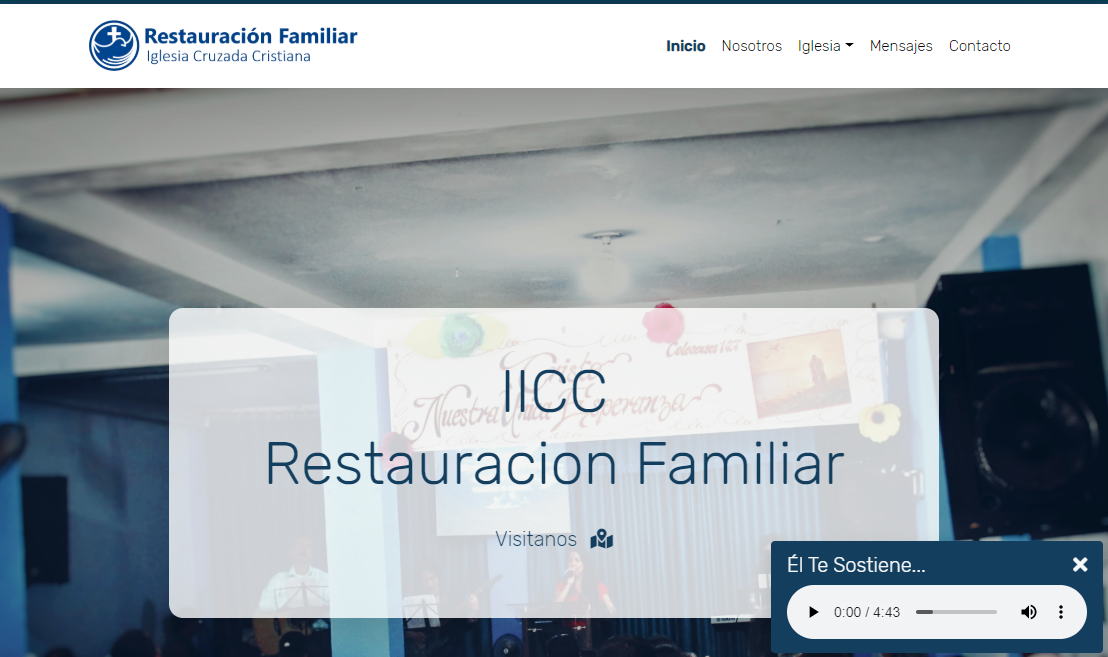 Restauración Familiar
Iglesia Cruzada Cristiana
Inicio Nosotros Iglesia Mensajes Contacto
Colosenses 1:27
Cristo
Nuestra Única Esperanza
IICC
Restauracion Familiar
Visitanos
Él Te Sostiene...
0:00 / 4:43